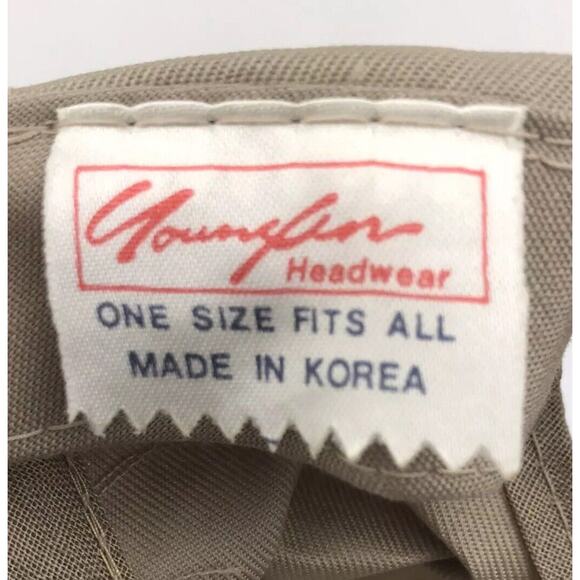 YoungAn
Headwear
ONE SIZE FITS ALL
MADE IN KOREA